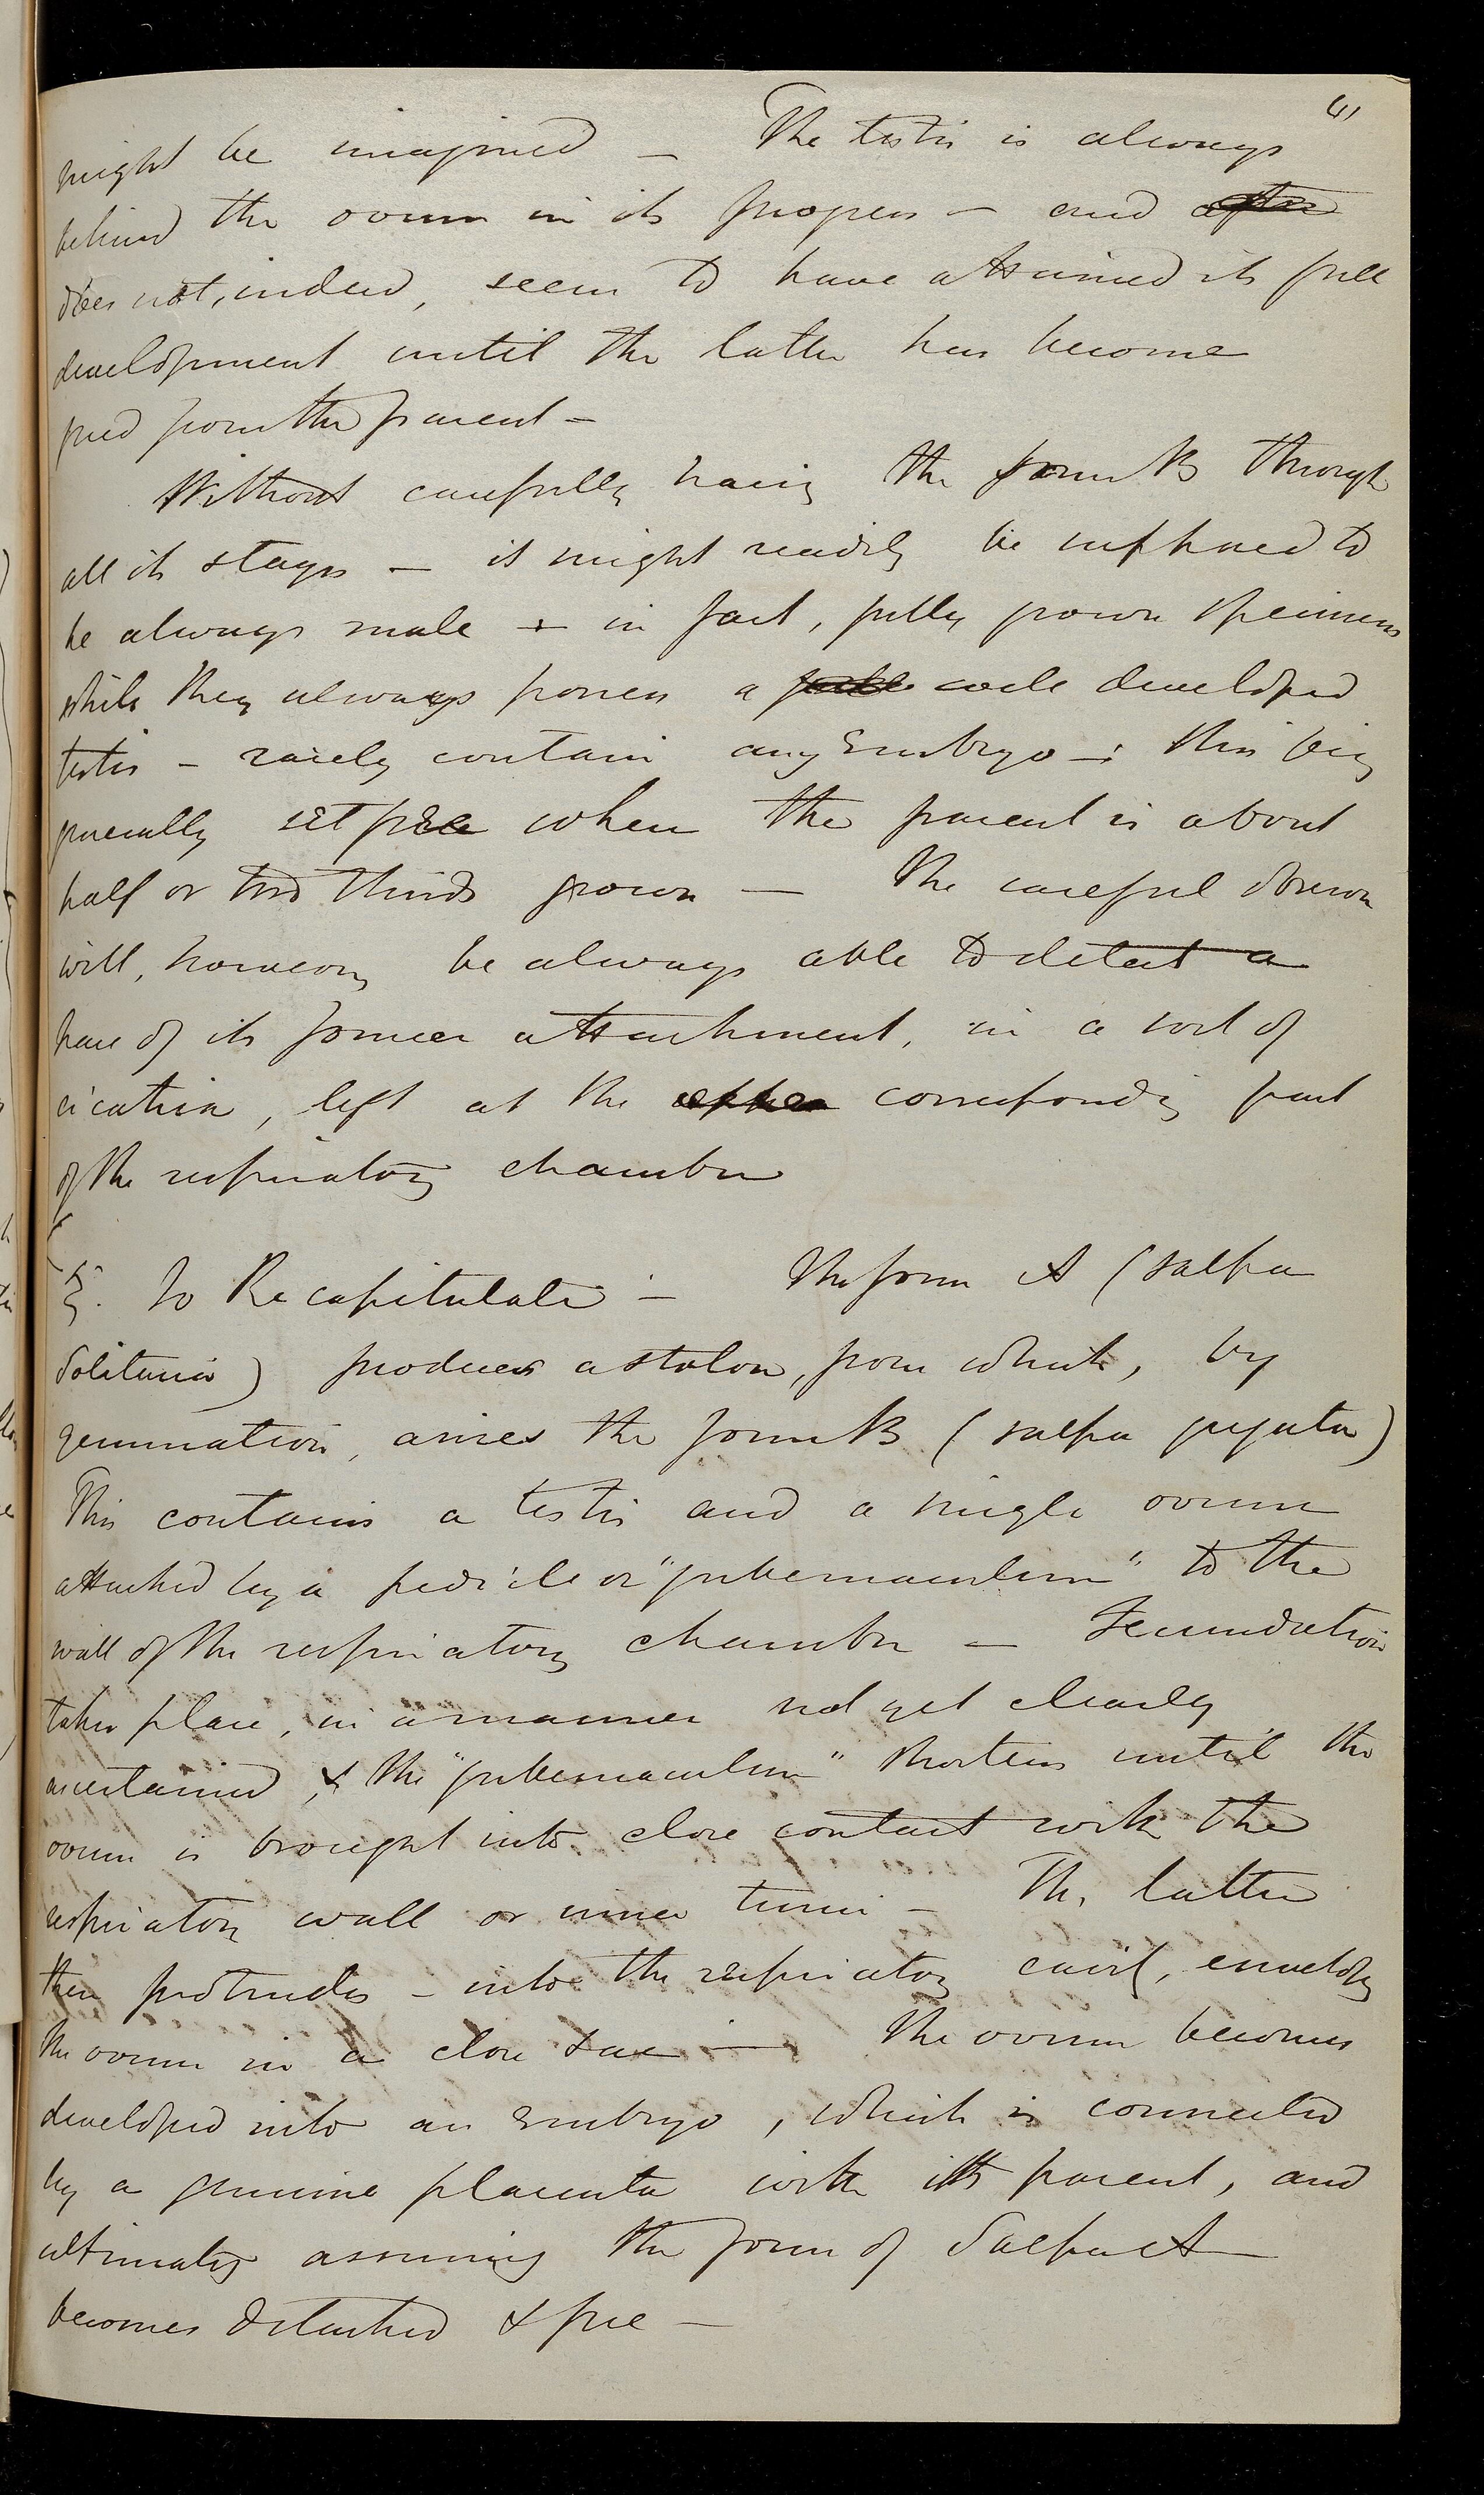 might be imagined — The testis is always
behind the ovum in its progress — and
does not, indeed, seem to have attained its full
development until the latter has become
freed from the parent —
Without carefully tracing the form B through
all its stages — it might readily be supposed to
be always male & in fact, fully grown specimens
while they always possess a well developed
testis — rarely contain any Embryo —; this being
generally set free when the parent is about
half or two thirds grown — The careful observer
will, however, be always able to detect a
trace of its former attachment, in a sort of
cicatrix, left at the upper corresponding part
of the respiratory chamber
§. To Recapitulate — The form A (Salpa
Solitaria) produces a stolon, from which, by
gemmation, arises the form B (Salpa gregata)
This contains a testis and a single ovum
attached by a pedicle or "gubernaculum" to the
wall of the respiratory chamber — Fecundation
takes place, in a manner not yet clearly
ascertained, & the "gubernaculum" shortens until the
ovum is brought into close contact with the
respiratory wall or inner tunic — The latter
then protrudes — into the respiratory cavity, enveloping
the ovum in a close sac — The ovum becomes
developed into an Embryo, which is connected
by a genuine placenta with its parent, and
ultimately assuming the form of Salpa A
becomes detached & free —